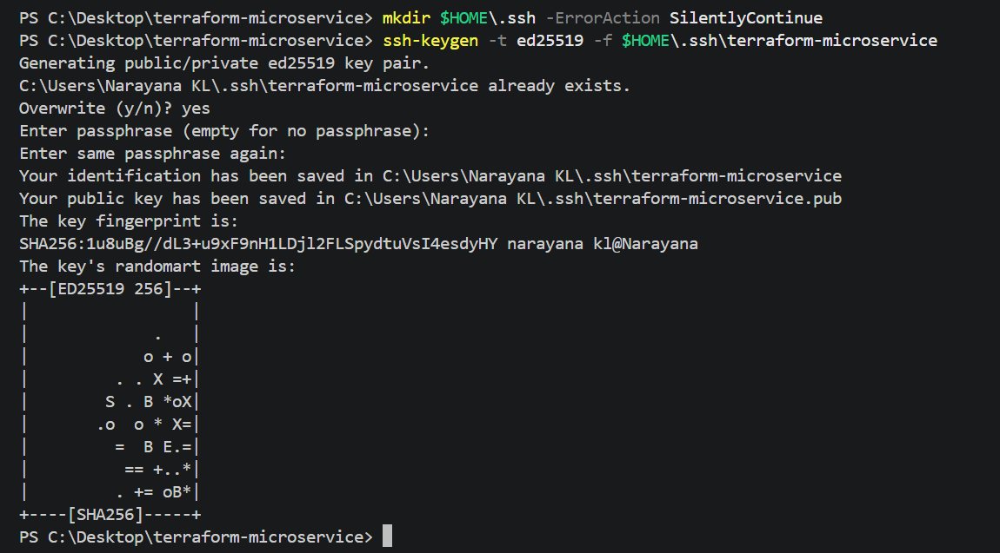 PS C:\Desktop\terraform-microservice> mkdir $HOME\.ssh -ErrorAction SilentlyContinue
PS C:\Desktop\terraform-microservice> ssh-keygen -t ed25519 -f $HOME\.ssh\terraform-microservice
Generating public/private ed25519 key pair.
C:\Users\Narayana KL\.ssh\terraform-microservice already exists.
Overwrite (y/n)? yes
Enter passphrase (empty for no passphrase):
Enter same passphrase again:
Your identification has been saved in C:\Users\Narayana KL\.ssh\terraform-microservice
Your public key has been saved in C:\Users\Narayana KL\.ssh\terraform-microservice.pub
The key fingerprint is:
SHA256:1u8uBg//dL3+u9xF9nH1LDjl2FLSpydtuVsI4esdyHY narayana kl@Narayana
The key's randomart image is:
+--[ED25519 256]--+
|                 |
|             .   |
|            o + o|
|         . . X =+|
|        S . B *oX|
|       .o  o * X=|
|         =  B E.=|
|          == +..*|
|         . += oB*|
+----[SHA256]-----+
PS C:\Desktop\terraform-microservice>